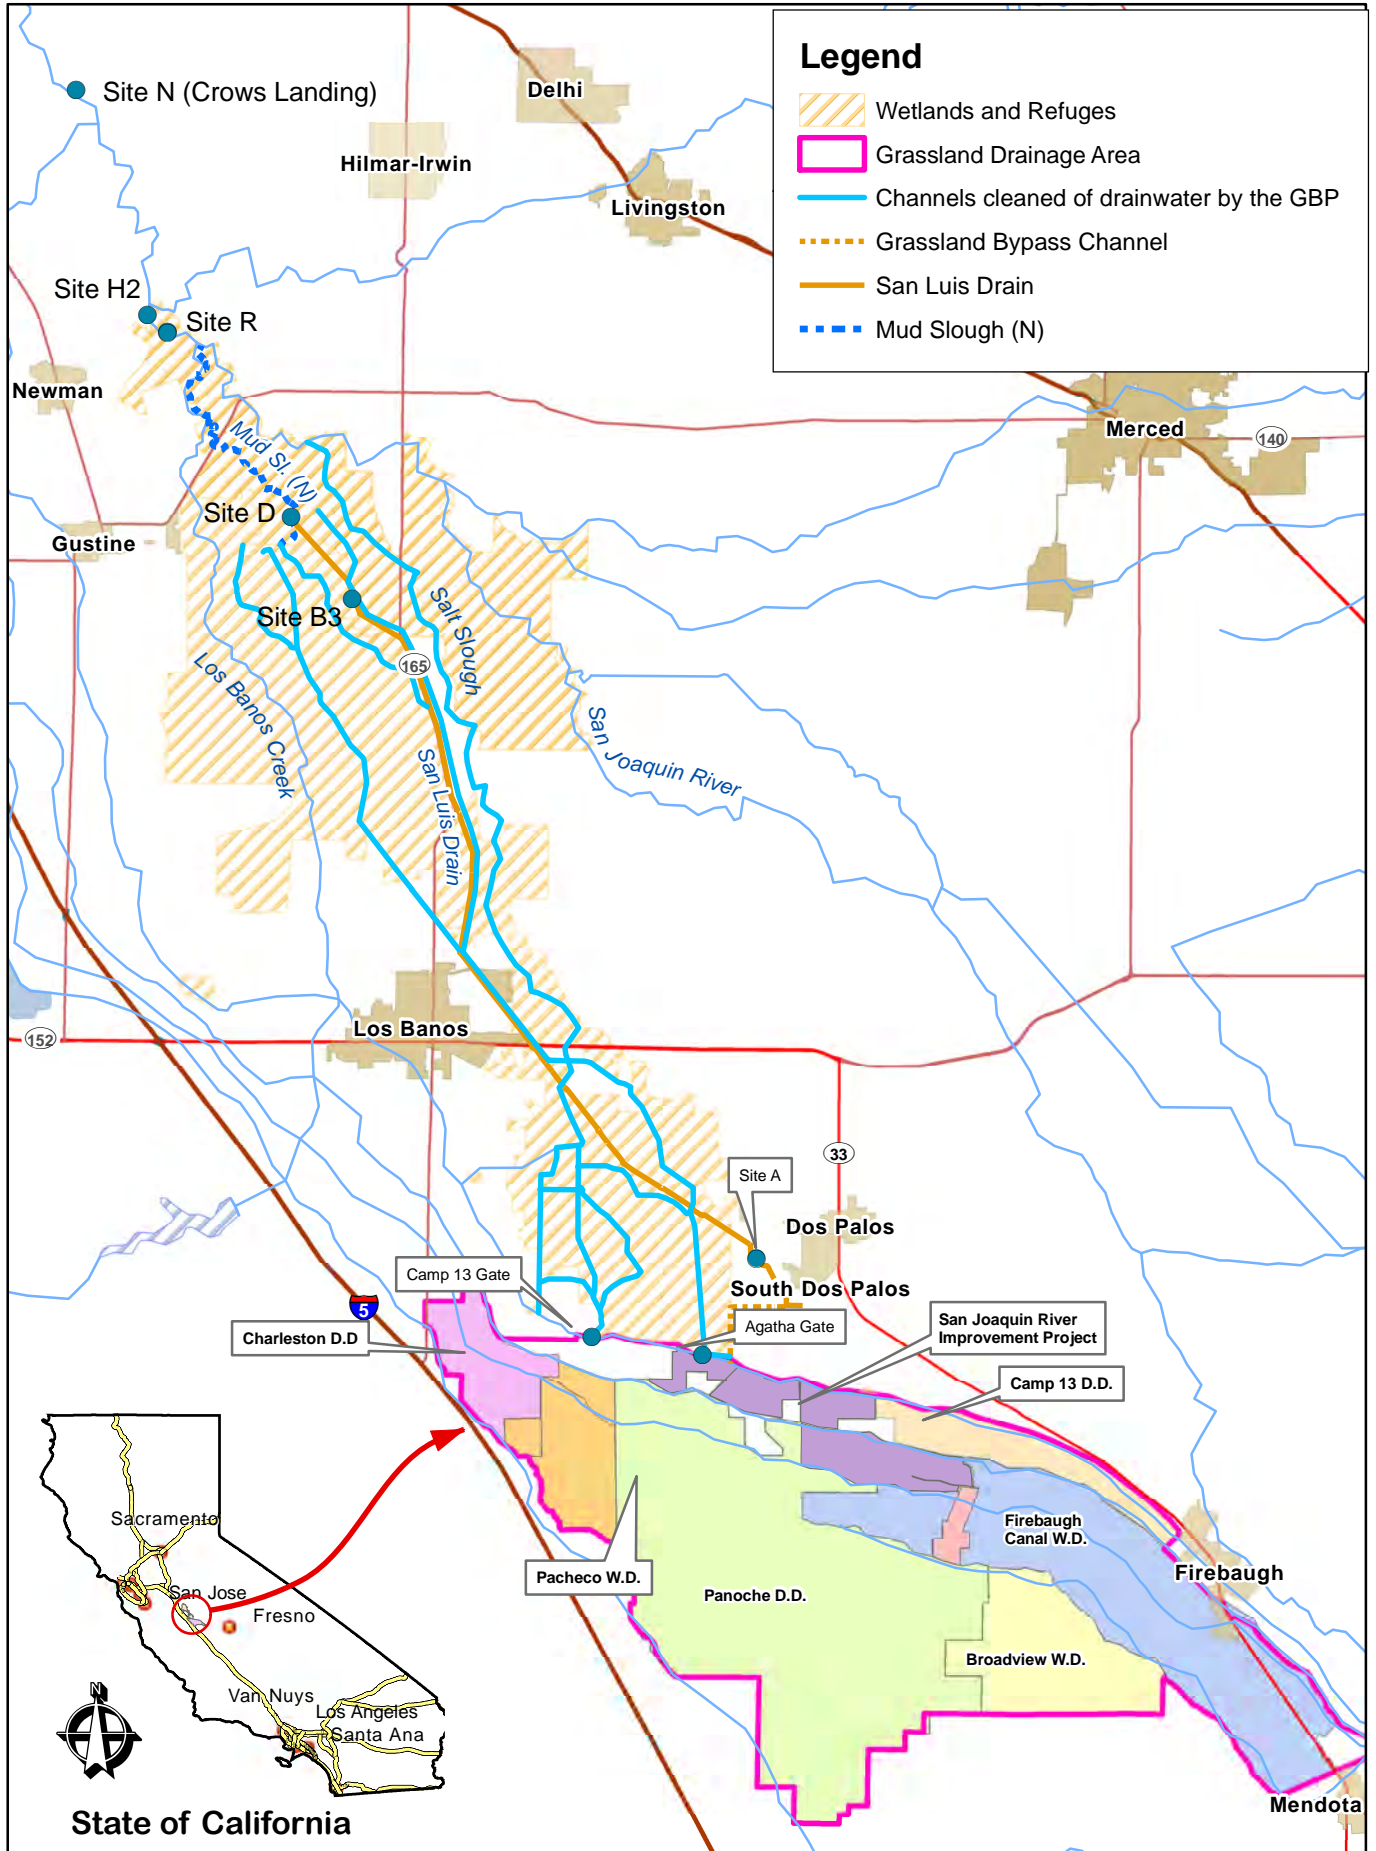 Legend
Wetlands and Refuges
Grassland Drainage Area
Channels cleaned of drainwater by the GBP
Grassland Bypass Channel
San Luis Drain
Mud Slough (N)
Site N (Crows Landing)
Delhi
Hilmar-Irwin
Livingston
Site H2
Site R
Newman
Merced
140
Mud Sl. (N)
Site D
Gustine
Site B3
Salt Slough
165
Los Banos Creek
San Joaquin River
San Luis Drain
Los Banos
152
33
Site A
Dos Palos
South Dos Palos
Camp 13 Gate
5
Agatha Gate
San Joaquin River
Improvement Project
Charleston D.D
Camp 13 D.D.
Firebaugh
Canal W.D.
Firebaugh
Pacheco W.D.
Panoche D.D.
Broadview W.D.
Mendota
Sacramento
San Jose
Fresno
Van Nuys
Los Angeles
Santa Ana
N
State of California